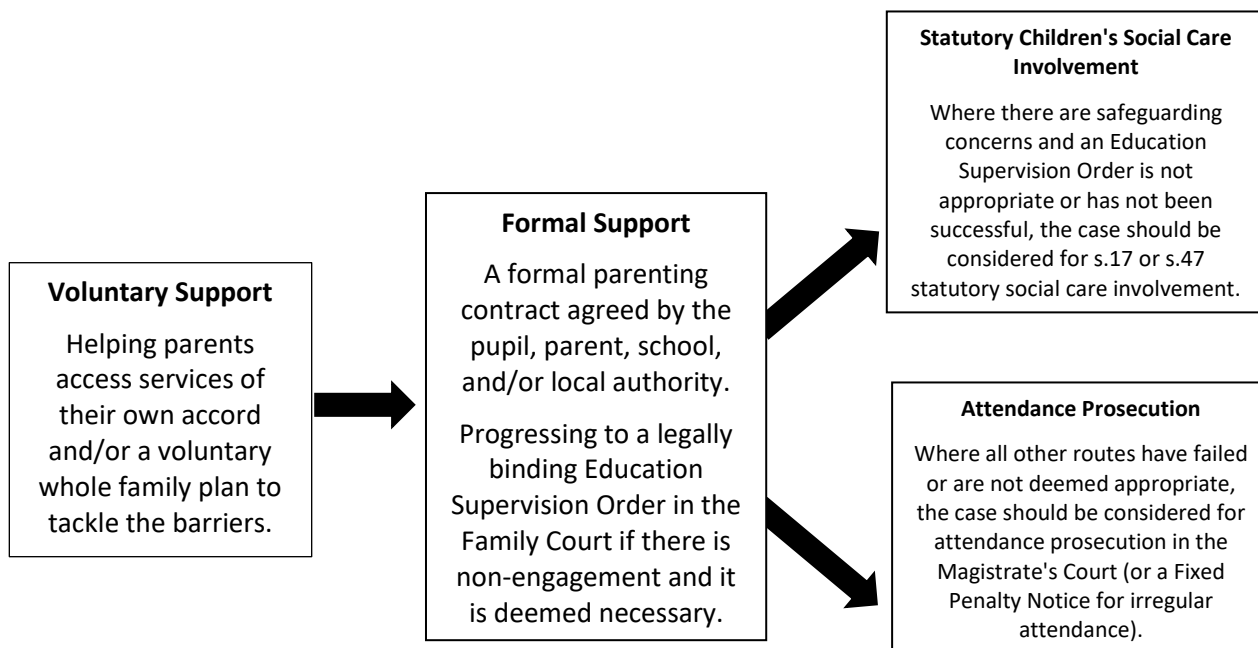 Voluntary Support
Helping parents
access services of
their own accord
and/or a voluntary
whole family plan to
tackle the barriers.
Formal Support
A formal parenting
contract agreed by the
pupil, parent, school,
and/or local authority.
Progressing to a legally
binding Education
Supervision Order in the
Family Court if there is
non-engagement and it
is deemed necessary.
Statutory Children's Social Care
Involvement
Where there are safeguarding
concerns and an Education
Supervision Order is not
appropriate or has not been
successful, the case should be
considered for s.17 or s.47
statutory social care involvement.
Attendance Prosecution
Where all other routes have failed
or are not deemed appropriate,
the case should be considered for
attendance prosecution in the
Magistrate's Court (or a Fixed
Penalty Notice for irregular
attendance).